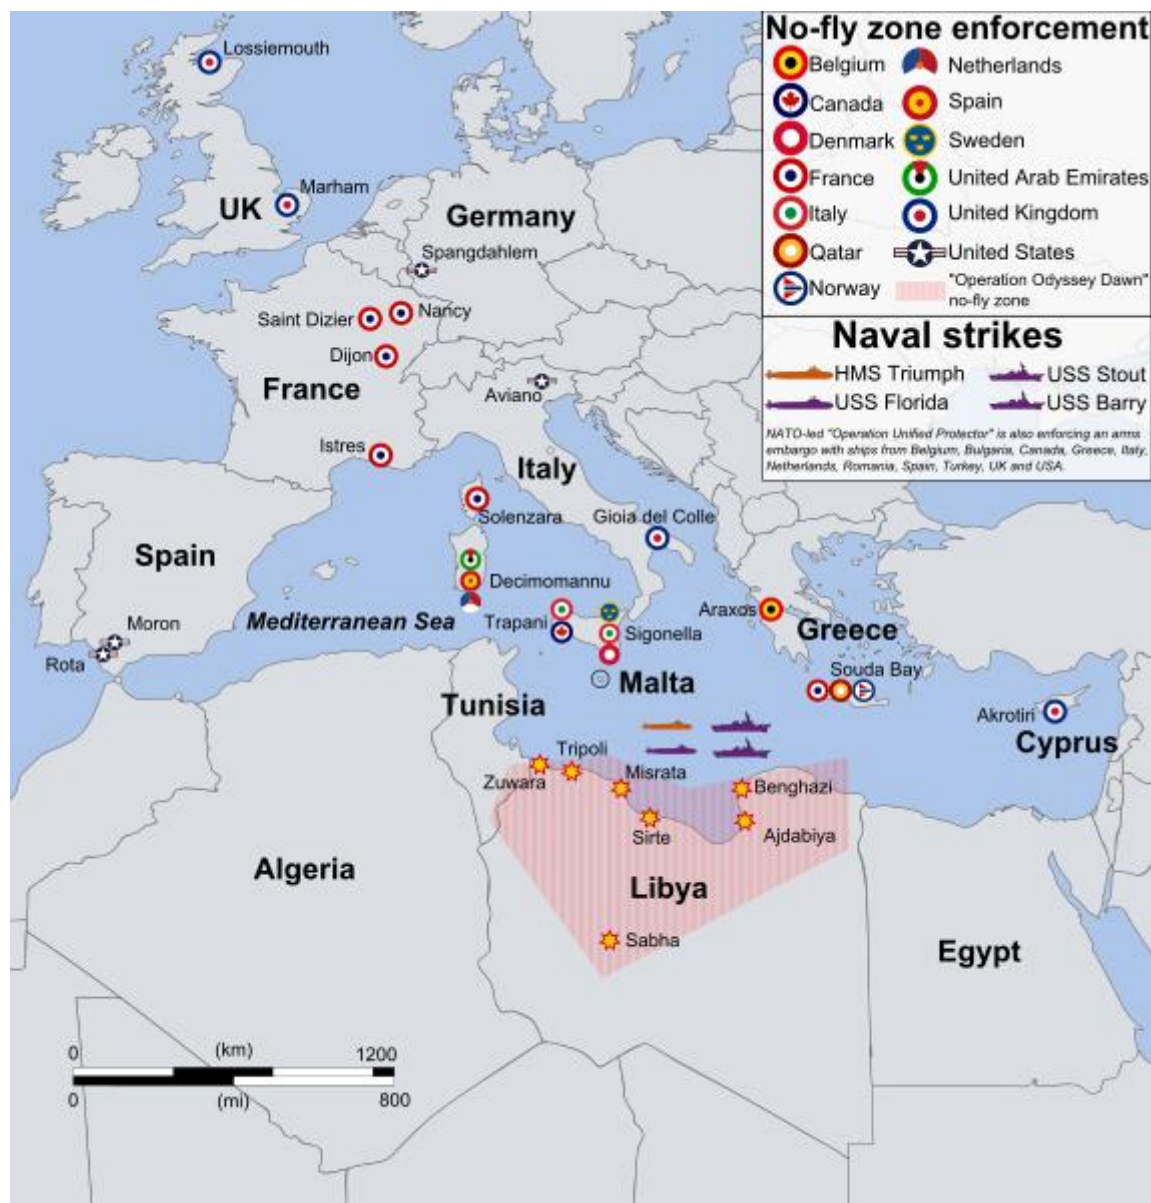 No-fly zone enforcement
Belgium
Netherlands
Canada
Spain
Denmark
Sweden
France
United Arab Emirates
Italy
United Kingdom
Qatar
United States
Norway
"Operation Odyssey Dawn"
no-fly zone
Naval strikes
HMS Triumph
USS Stout
USS Florida
USS Barry
NATO-led "Operation Unified Protector" is also enforcing an arms
embargo with ships from Belgium, Bulgaria, Canada, Greece, Italy,
Netherlands, Romania, Spain, Turkey, UK and USA.
Lossiemouth
Marham
UK
Germany
Spangdahlem
Saint Dizier
Nancy
Dijon
France
Aviano
Istres
Italy
Solenzara
Gioia del Colle
Spain
Decimomannu
Araxos
Mediterranean Sea
Trapani
Sigonella
Greece
Moron
Rota
Souda Bay
Malta
Tunisia
Akrotiri
Cyprus
Tripoli
Zuwara
Misrata
Benghazi
Sirte
Ajdabiya
Algeria
Libya
Sabha
Egypt
0 (km) 1200
0 (mi) 800